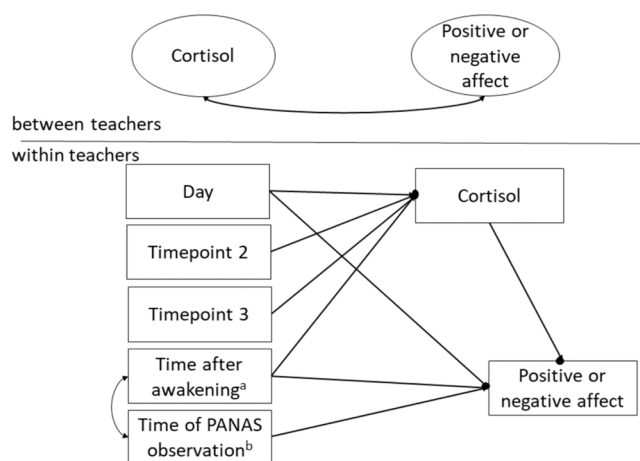 Cortisol
Positive or
negative
affect
between teachers
within teachers
Day
Cortisol
Timepoint 2
Timepoint 3
Time after
awakeningᵃ
Positive or
negative affect
Time of PANAS
observationᵇ